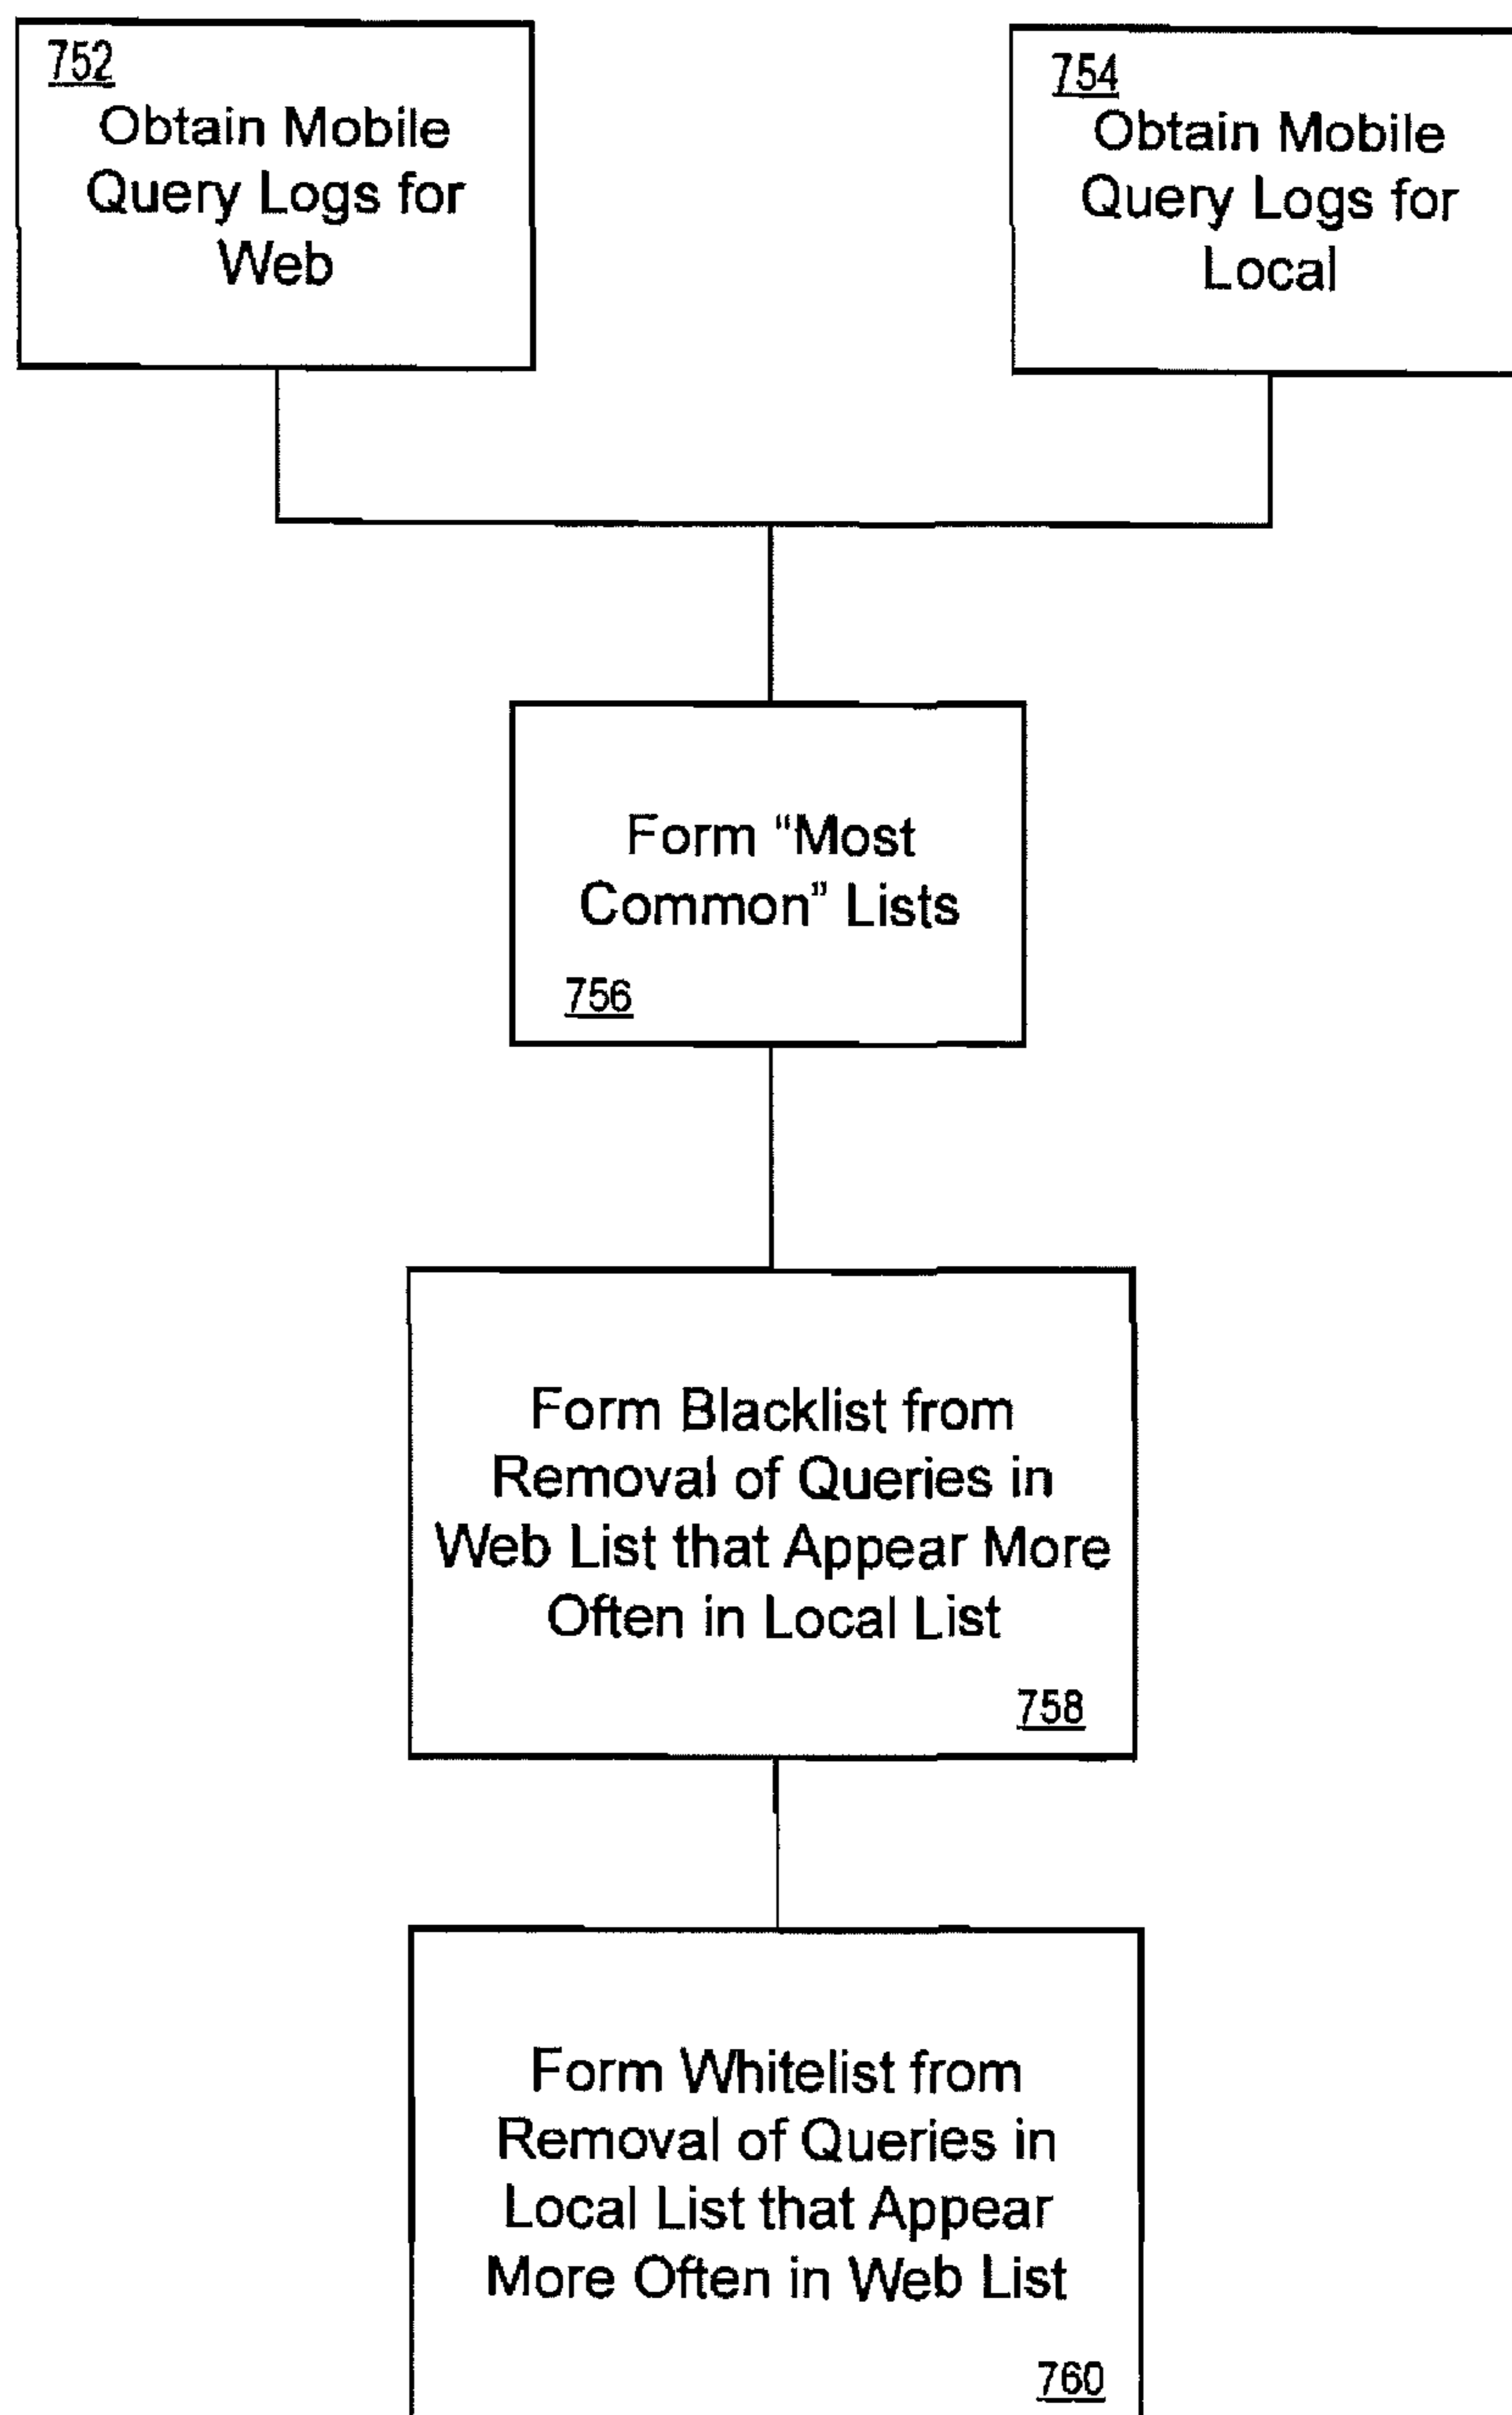 752
Obtain Mobile
Query Logs for
Web
754
Obtain Mobile
Query Logs for
Local
Form “Most
Common” Lists
756
Form Blacklist from
Removal of Queries in
Web List that Appear More
Often in Local List
758
Form Whitelist from
Removal of Queries in
Local List that Appear
More Often in Web List
760